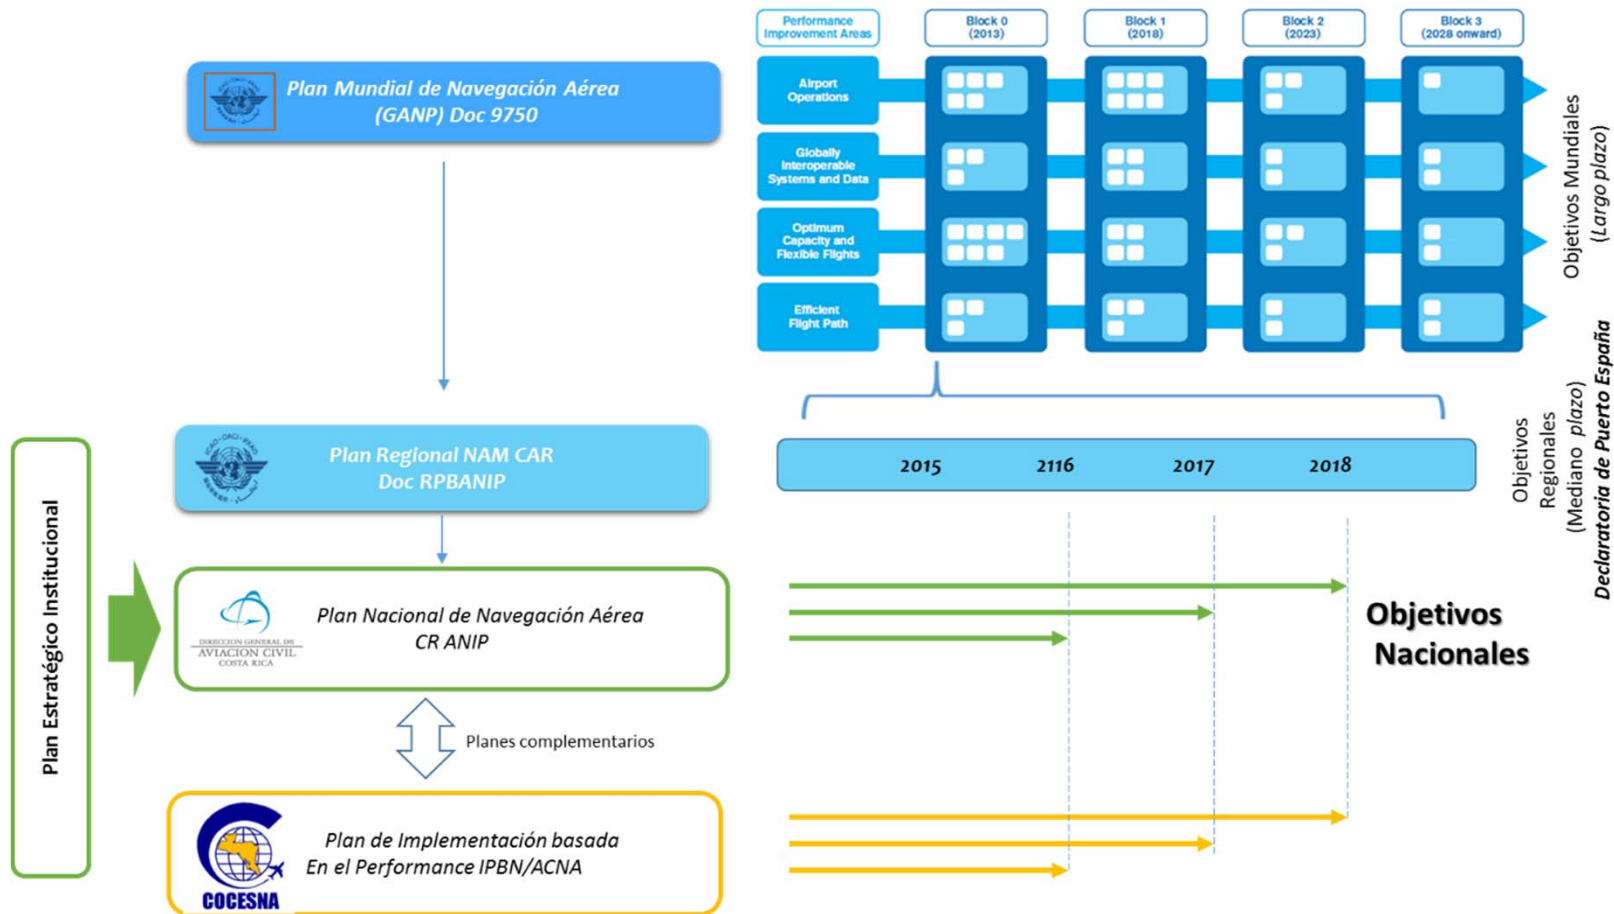 Performance
Improvement Areas
Block 0
(2013)
Block 1
(2018)
Block 2
(2023)
Block 3
(2028 onward)
Plan Mundial de Navegación Aérea
(GANP) Doc 9750
Airport
Operations
Globally
Interoperable
Systems and Data
Optimum
Capacity and
Flexible Flights
Efficient
Flight Path
Objetivos Mundiales
(Largo plazo)
Plan Regional NAM CAR
Doc RPBANIP
2015 2116 2017 2018
Objetivos
Regionales
(Mediano plazo)
Declaratoria de Puerto España
Plan Estratégico Institucional
DIRECCION GENERAL DE
AVIACION CIVIL
COSTA RICA
Plan Nacional de Navegación Aérea
CR ANIP
Objetivos
Nacionales
Planes complementarios
COCESNA
Plan de Implementación basada
En el Performance IPBN/ACNA